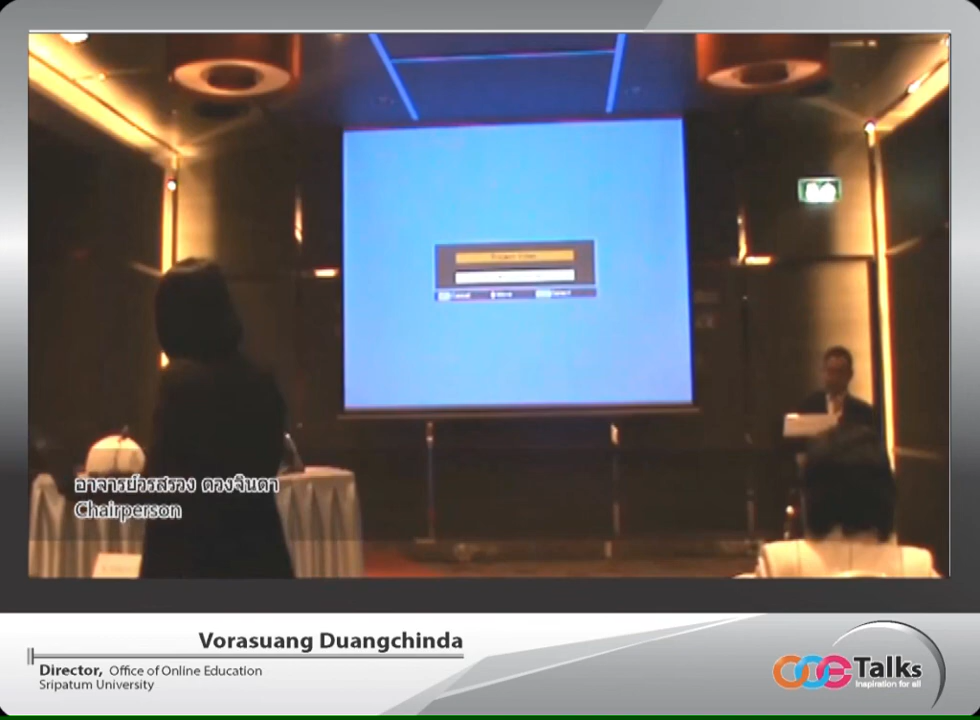 อาจารย์วรสรวง ดวงจินดา
Chairperson
Vorasuang Duangchinda
Director, Office of Online Education
Sripatum University
OOE Talks
Inspiration for all